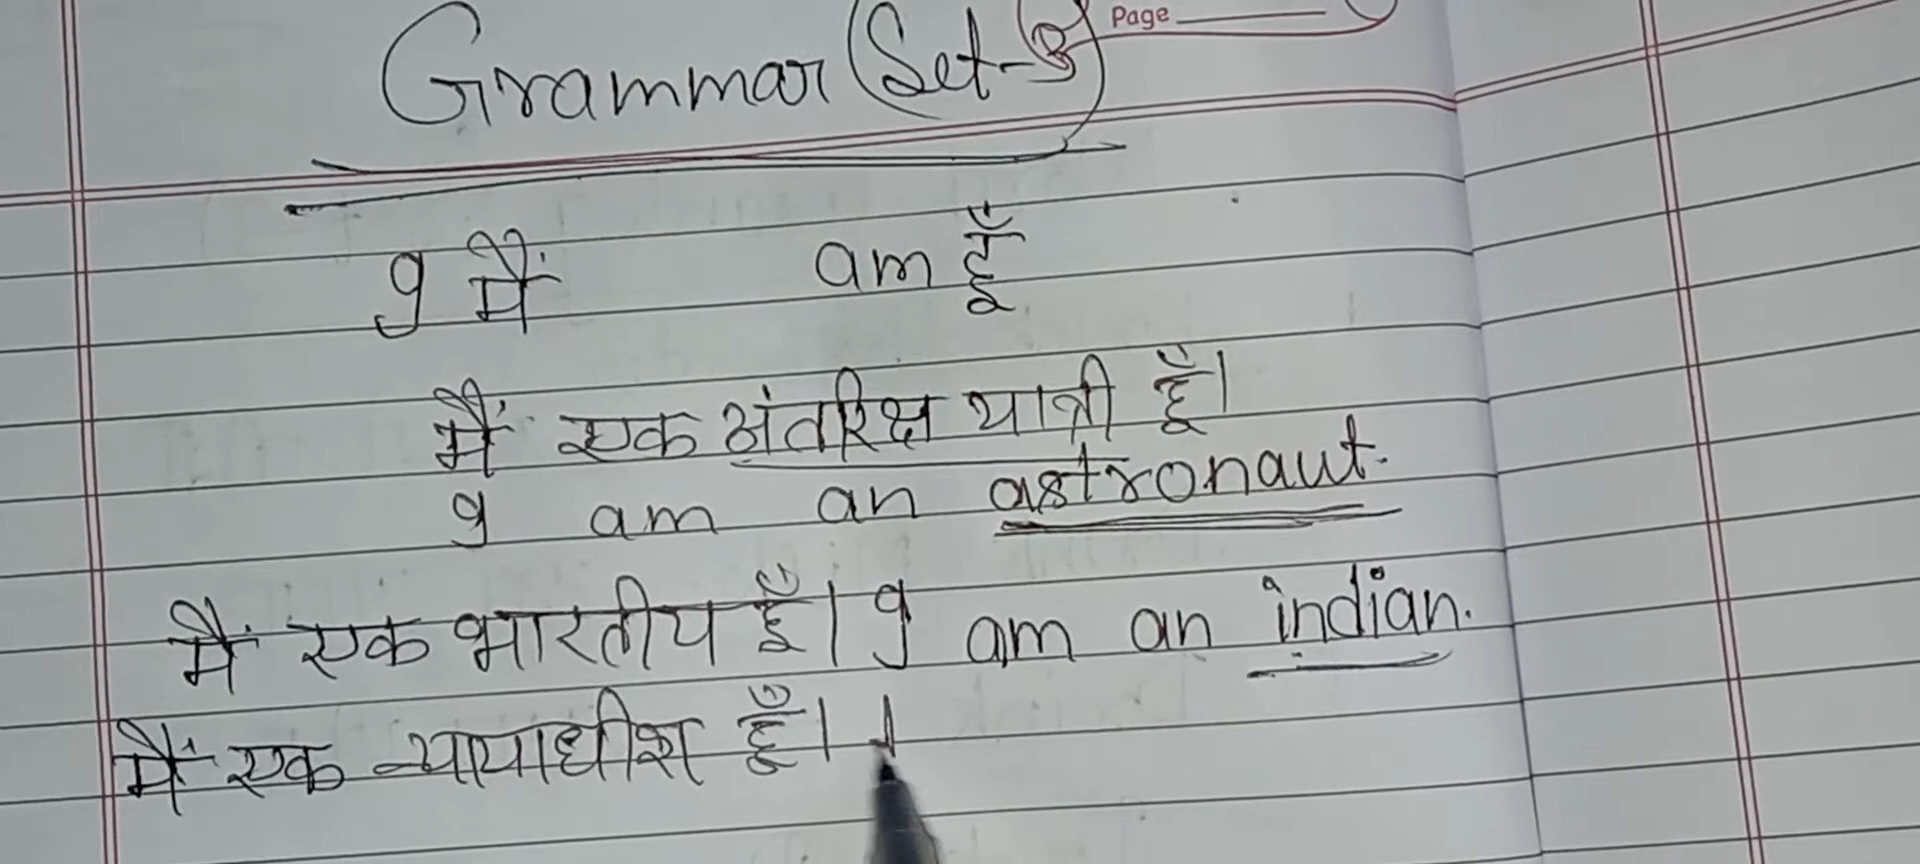 Page
Grammar (Set-3)
I मैं am हूँ
मैं एक अंतरिक्ष यात्री हूँ।
I am an astronaut.
मैं एक भारतीय हूँ। I am an indian.
मैं एक न्यायाधीश हूँ।